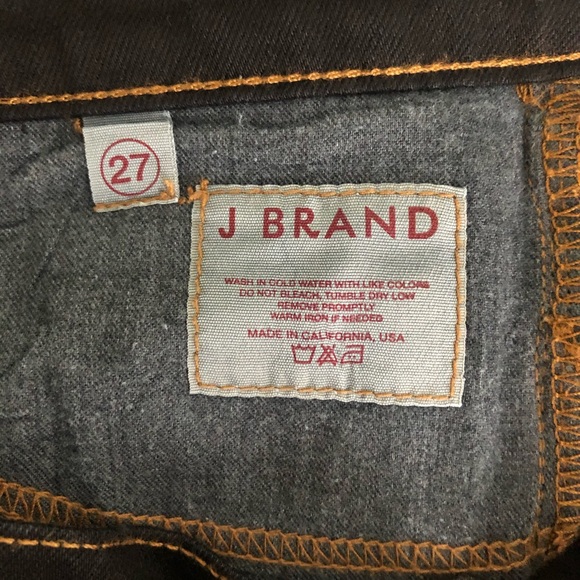 27
J BRAND
WASH IN COLD WATER WITH LIKE COLORS
DO NOT BLEACH, TUMBLE DRY LOW
REMOVE PROMPTLY
WARM IRON IF NEEDED
MADE IN CALIFORNIA, USA